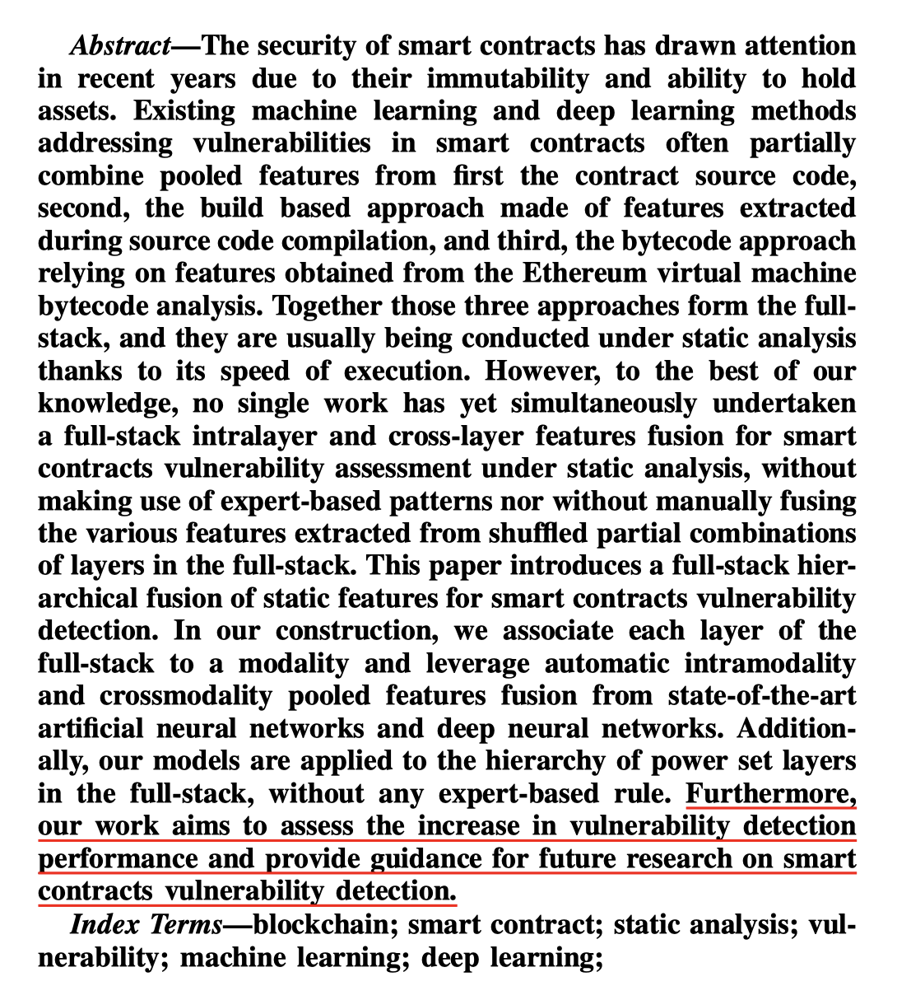 Abstract—The security of smart contracts has drawn attention
in recent years due to their immutability and ability to hold
assets. Existing machine learning and deep learning methods
addressing vulnerabilities in smart contracts often partially
combine pooled features from first the contract source code,
second, the build based approach made of features extracted
during source code compilation, and third, the bytecode approach
relying on features obtained from the Ethereum virtual machine
bytecode analysis. Together those three approaches form the full-
stack, and they are usually being conducted under static analysis
thanks to its speed of execution. However, to the best of our
knowledge, no single work has yet simultaneously undertaken
a full-stack intralayer and cross-layer features fusion for smart
contracts vulnerability assessment under static analysis, without
making use of expert-based patterns nor without manually fusing
the various features extracted from shuffled partial combinations
of layers in the full-stack. This paper introduces a full-stack hier-
archical fusion of static features for smart contracts vulnerability
detection. In our construction, we associate each layer of the
full-stack to a modality and leverage automatic intramodality
and crossmodality pooled features fusion from state-of-the-art
artificial neural networks and deep neural networks. Addition-
ally, our models are applied to the hierarchy of power set layers
in the full-stack, without any expert-based rule. Furthermore,
our work aims to assess the increase in vulnerability detection
performance and provide guidance for future research on smart
contracts vulnerability detection.
Index Terms—blockchain; smart contract; static analysis; vul-
nerability; machine learning; deep learning;